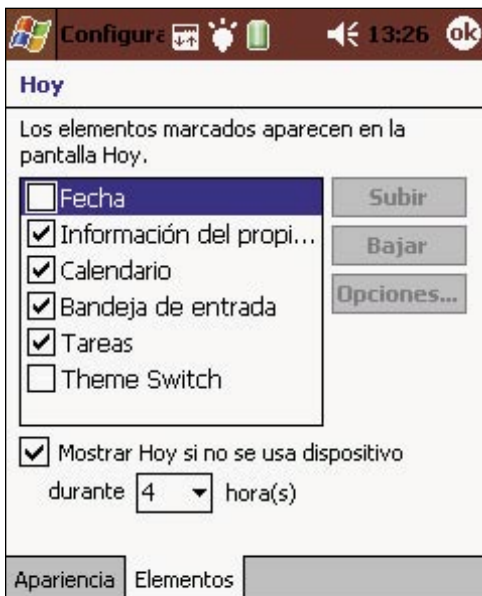 Configura 13:26 ok
Hoy
Los elementos marcados aparecen en la
pantalla Hoy.
Fecha
Información del propi...
Calendario
Bandeja de entrada
Tareas
Theme Switch
Subir
Bajar
Opciones...
Mostrar Hoy si no se usa dispositivo
durante 4 hora(s)
Apariencia Elementos